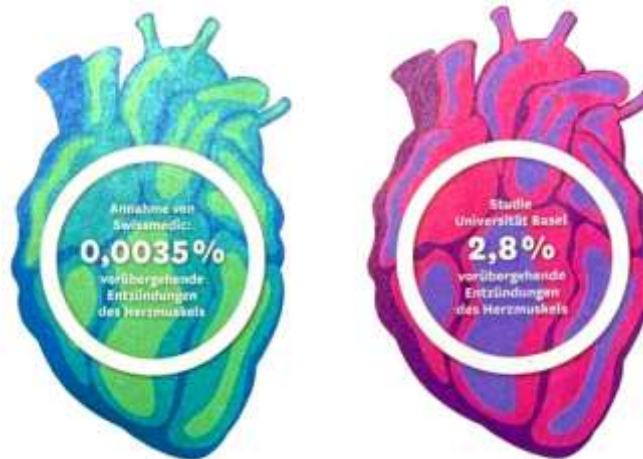 Annahme von
Swissmedic:
0,0035%
vorübergehende
Entzündungen
des Herzmuskels
Studie
Universität Basel
2,8%
vorübergehende
Entzündungen
des Herzmuskels